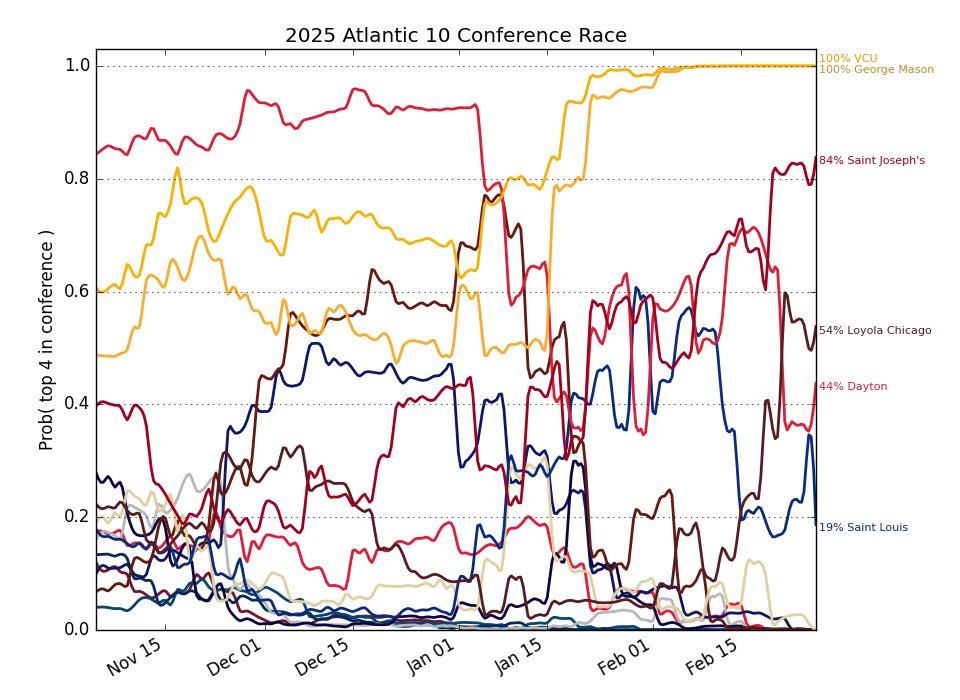 2025 Atlantic 10 Conference Race
Prob( top 4 in conference )
1.0
0.8
0.6
0.4
0.2
0.0
Nov 15
Dec 01
Dec 15
Jan 01
Jan 15
Feb 01
Feb 15
100% VCU
100% George Mason
84% Saint Joseph's
54% Loyola Chicago
44% Dayton
19% Saint Louis